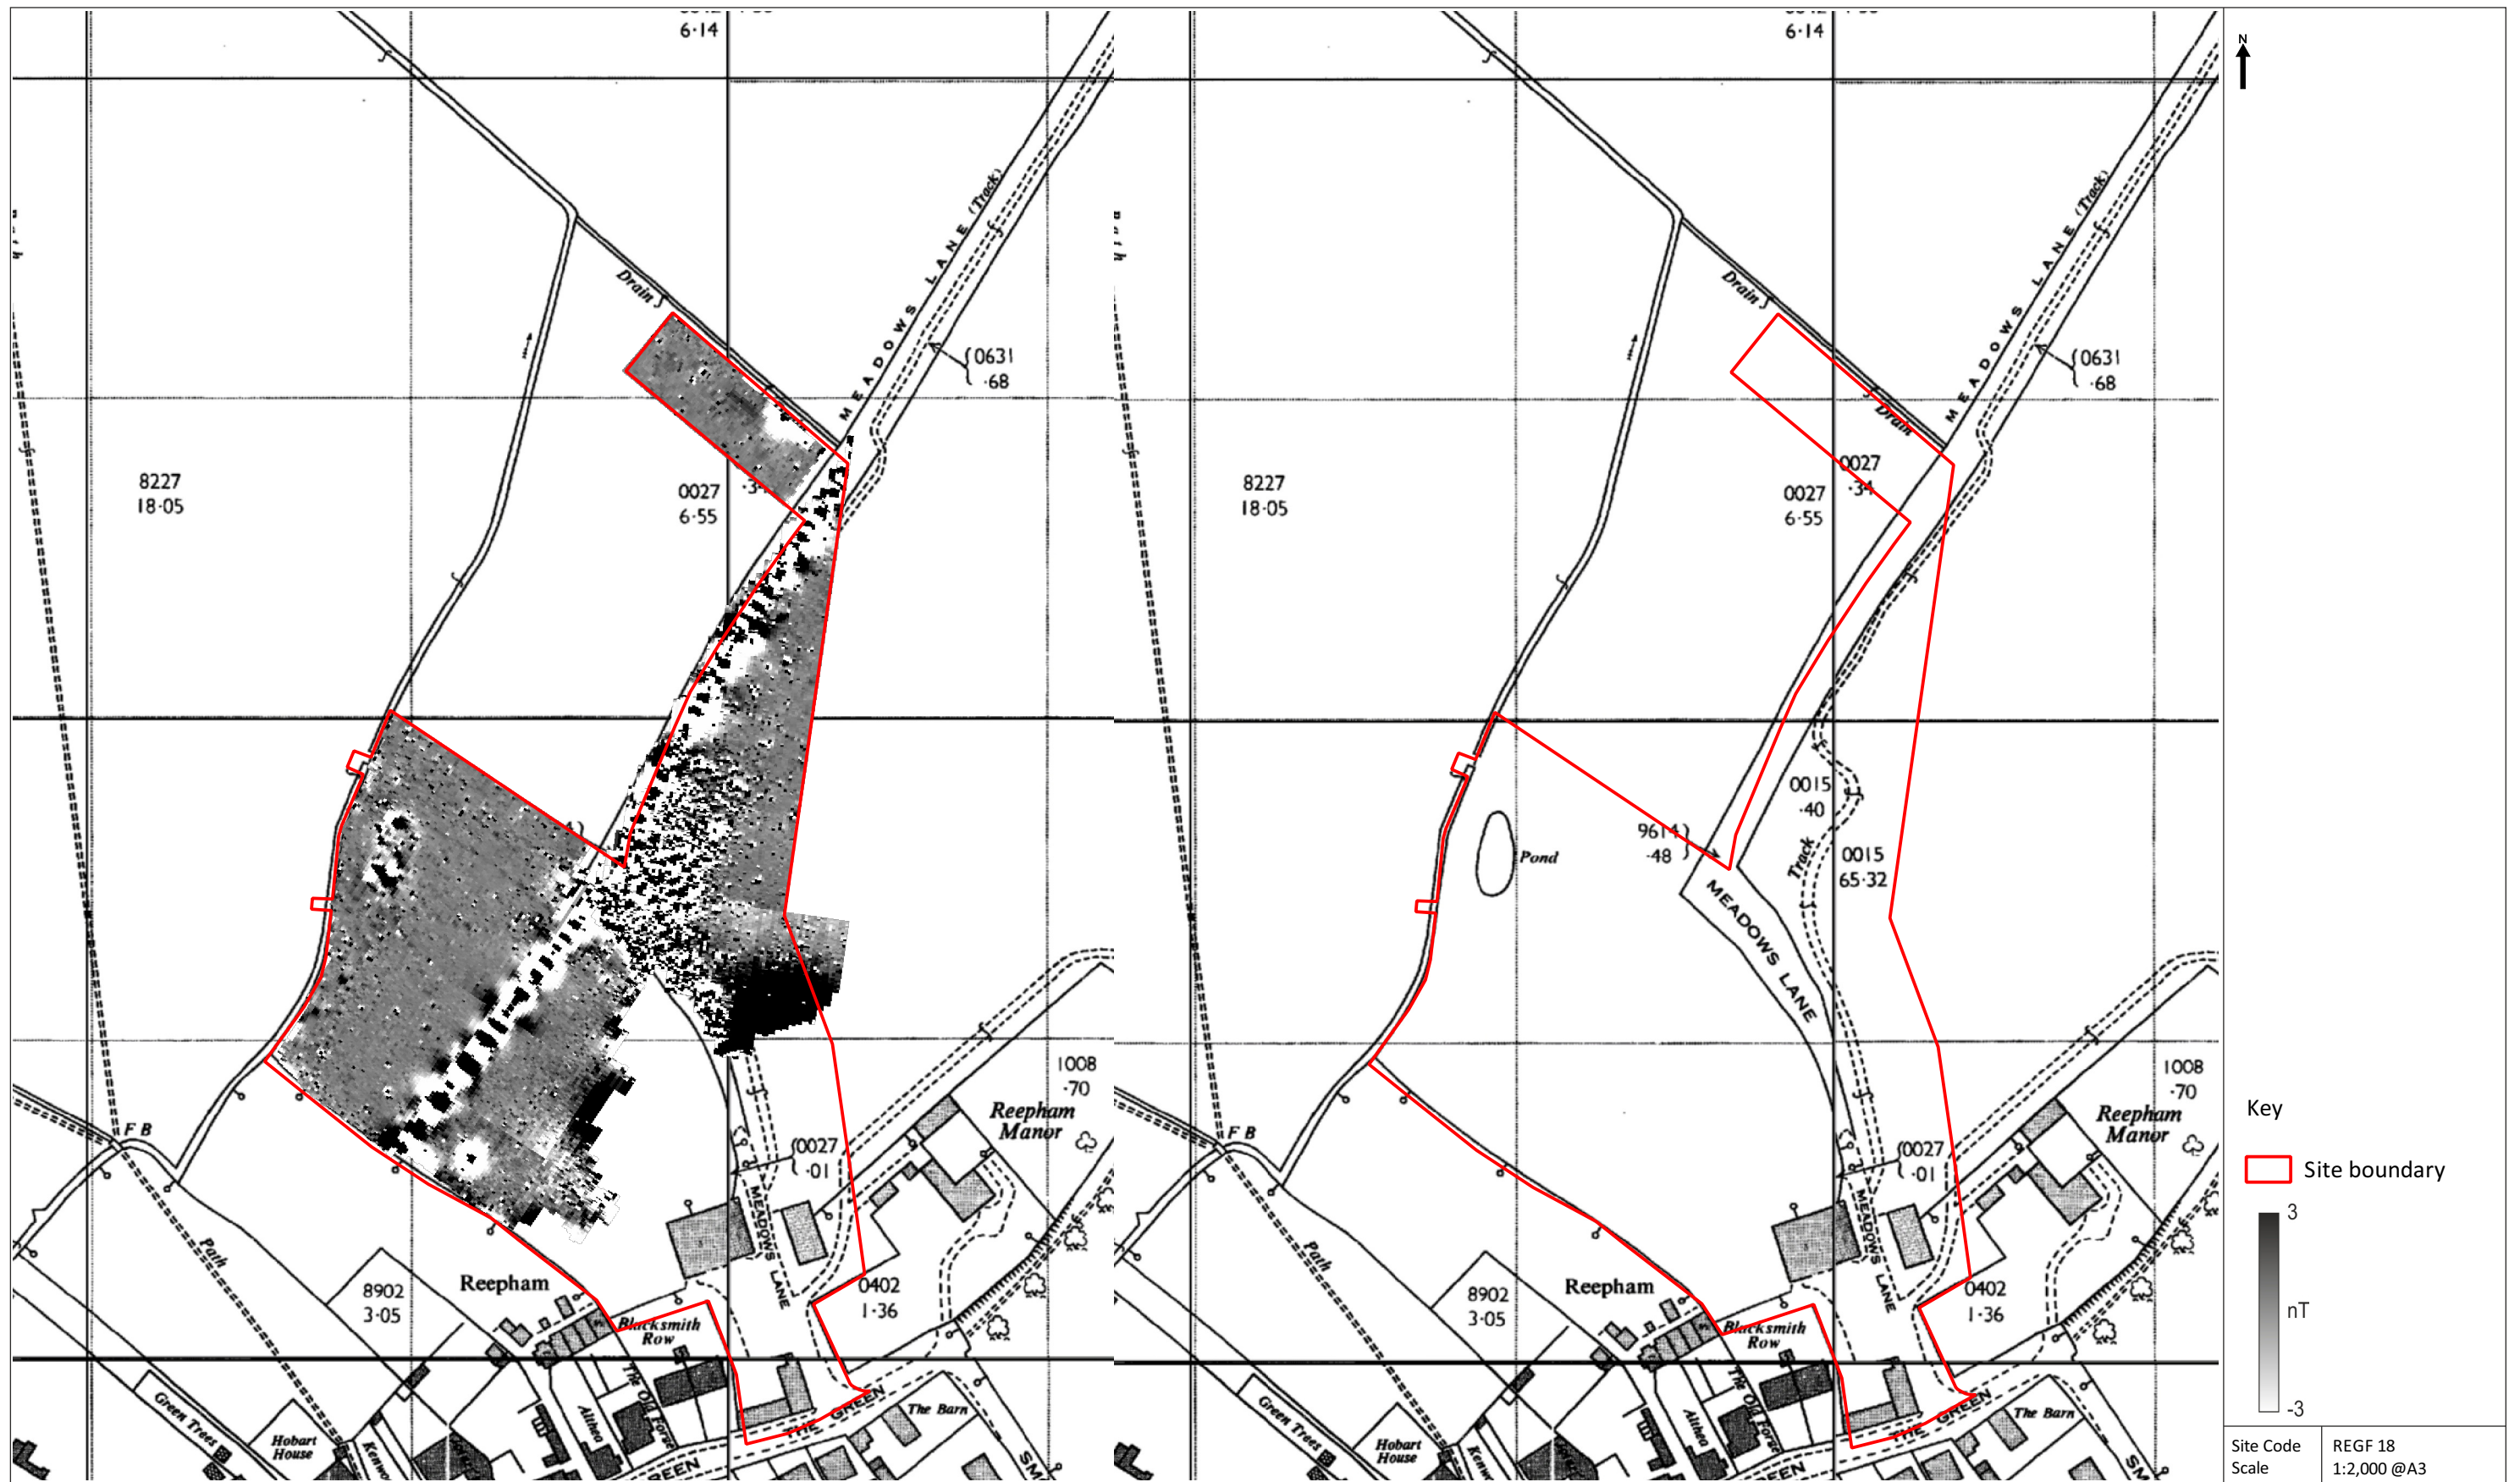 6·14
Drain
MEADOWS LANE (Track)
0631
·68
8227
18·05
0027
6·55
·34
FB
Path
Reepham
8902
3·05
Blacksmith
Row
The Old Forge
Althea
Green Trees
Hobart
House
THE GREEN
The Barn
MEADOWS LANE
0027
·01
0402
1·36
1008
·70
Reepham
Manor
6·14
Drain
Drain
MEADOWS LANE (Track)
0631
·68
8227
18·05
0027
·34
0027
6·55
9614
·48
Pond
MEADOWS LANE
Track
0015
·40
0015
65·32
FB
Path
Reepham
8902
3·05
Blacksmith
Row
The Old Forge
Althea
Green Trees
Hobart
House
THE GREEN
The Barn
MEADOWS LANE
0027
·01
0402
1·36
1008
·70
Reepham
Manor
N
Key
Site boundary
3
nT
-3
Site Code REGF 18
Scale 1:2,000 @A3